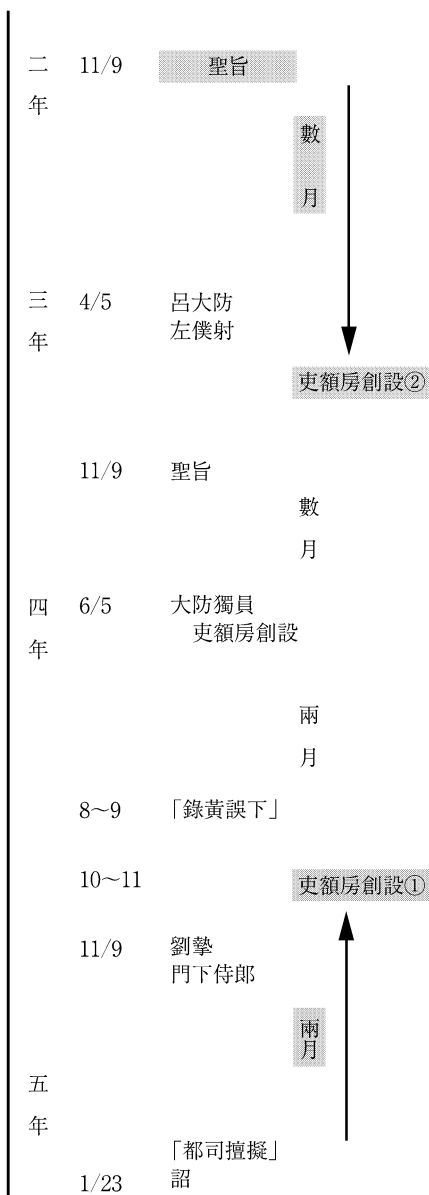 二年 11/9 聖旨
數月
三年 4/5 呂大防
左僕射
吏額房創設②
11/9 聖旨
數月
四年 6/5 大防獨員
吏額房創設
兩月
8〜9 「錄黃誤下」
10〜11 吏額房創設①
11/9 劉摯
門下侍郎
兩月
五年
「都司擅擬」
1/23 詔